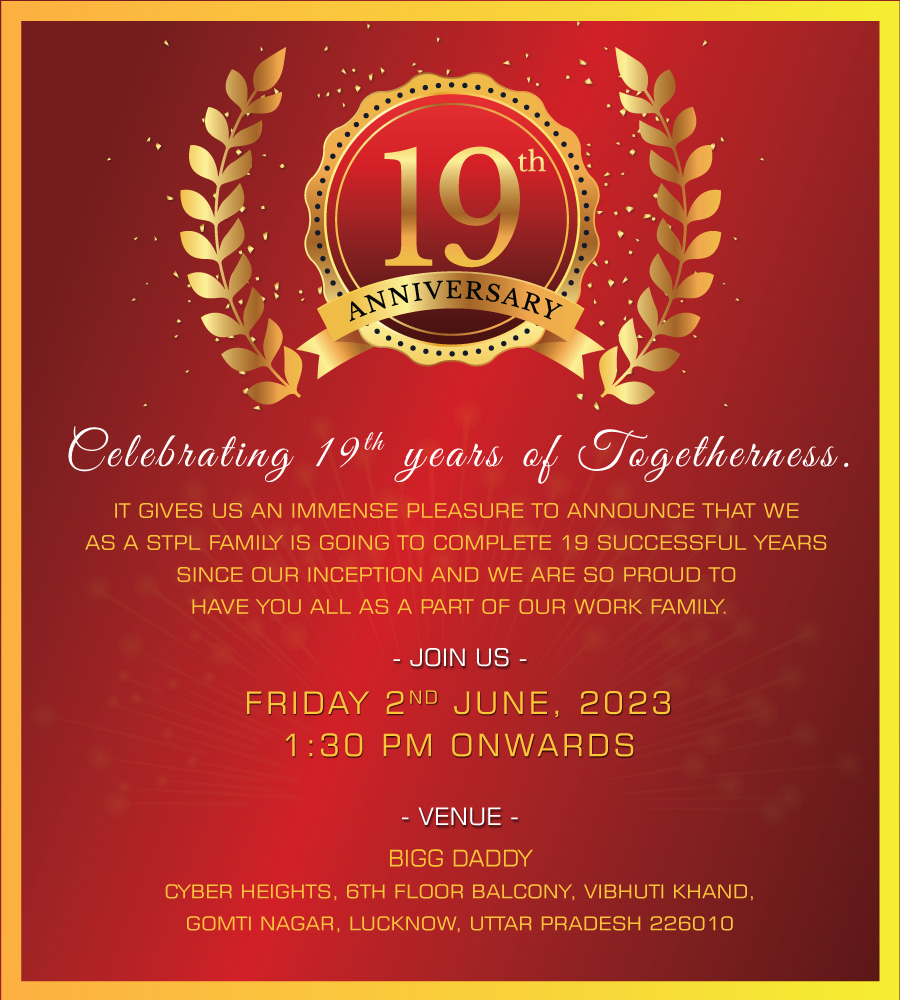 19th
ANNIVERSARY
Celebrating 19th years of Togetherness.
IT GIVES US AN IMMENSE PLEASURE TO ANNOUNCE THAT WE
AS A STPL FAMILY IS GOING TO COMPLETE 19 SUCCESSFUL YEARS
SINCE OUR INCEPTION AND WE ARE SO PROUD TO
HAVE YOU ALL AS A PART OF OUR WORK FAMILY.
- JOIN US -
FRIDAY 2ND JUNE, 2023
1:30 PM ONWARDS
- VENUE -
BIGG DADDY
CYBER HEIGHTS, 6TH FLOOR BALCONY, VIBHUTI KHAND,
GOMTI NAGAR, LUCKNOW, UTTAR PRADESH 226010